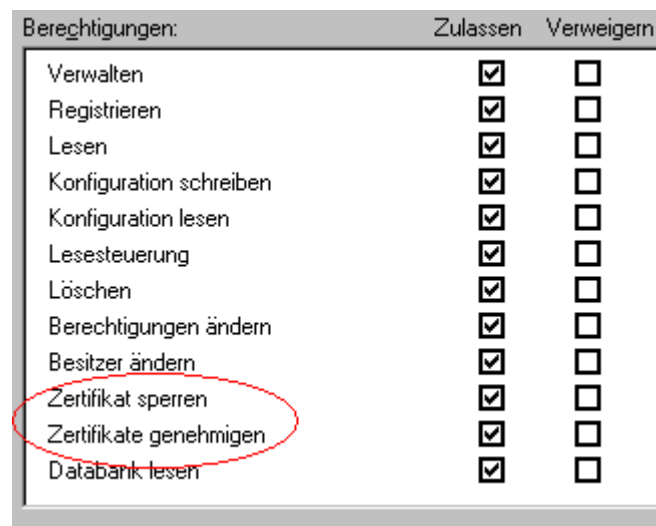 Berechtigungen: Zulassen Verweigern
Verwalten
Registrieren
Lesen
Konfiguration schreiben
Konfiguration lesen
Lesesteuerung
Löschen
Berechtigungen ändern
Besitzer ändern
Zertifikat sperren
Zertifikate genehmigen
Databank lesen